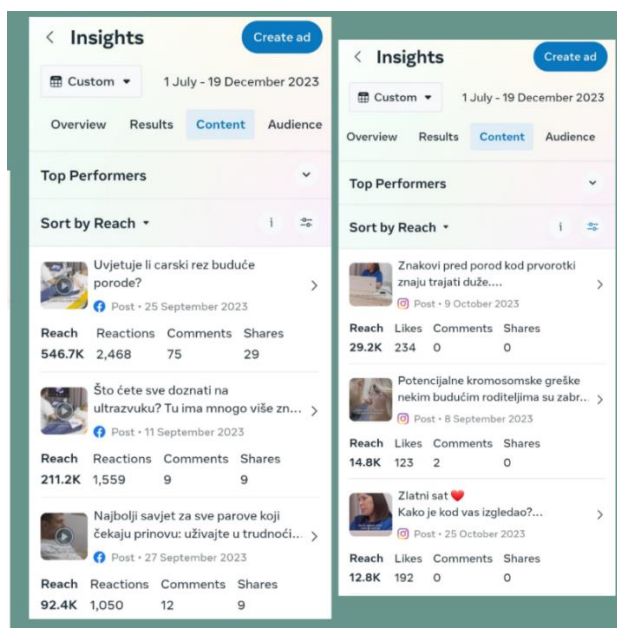 Insights
Create ad
Custom
1 July - 19 December 2023
Overview Results Content Audience
Top Performers
Sort by Reach
Uvjetuje li carski rez buduće
porode?
Post • 25 September 2023
Reach Reactions Comments Shares
546.7K 2,468 75 29
Što ćete sve doznati na
ultrazvuku? Tu ima mnogo više zn...
Post • 11 September 2023
Reach Reactions Comments Shares
211.2K 1,559 9 9
Najbolji savjet za sve parove koji
čekaju prinovu: uživajte u trudnoći...
Post • 27 September 2023
Reach Reactions Comments Shares
92.4K 1,050 12 9
Insights
Create ad
Custom
1 July - 19 December 2023
Overview Results Content Audience
Top Performers
Sort by Reach
Znakovi pred porod kod prvorotki
znaju trajati duže....
Post • 9 October 2023
Reach Likes Comments Shares
29.2K 234 0 0
Potencijalne kromosomske greške
nekim budućim roditeljima su zabr...
Post • 8 September 2023
Reach Likes Comments Shares
14.8K 123 2 0
Zlatni sat ❤️
Kako je kod vas izgledao?...
Post • 25 October 2023
Reach Likes Comments Shares
12.8K 192 0 0